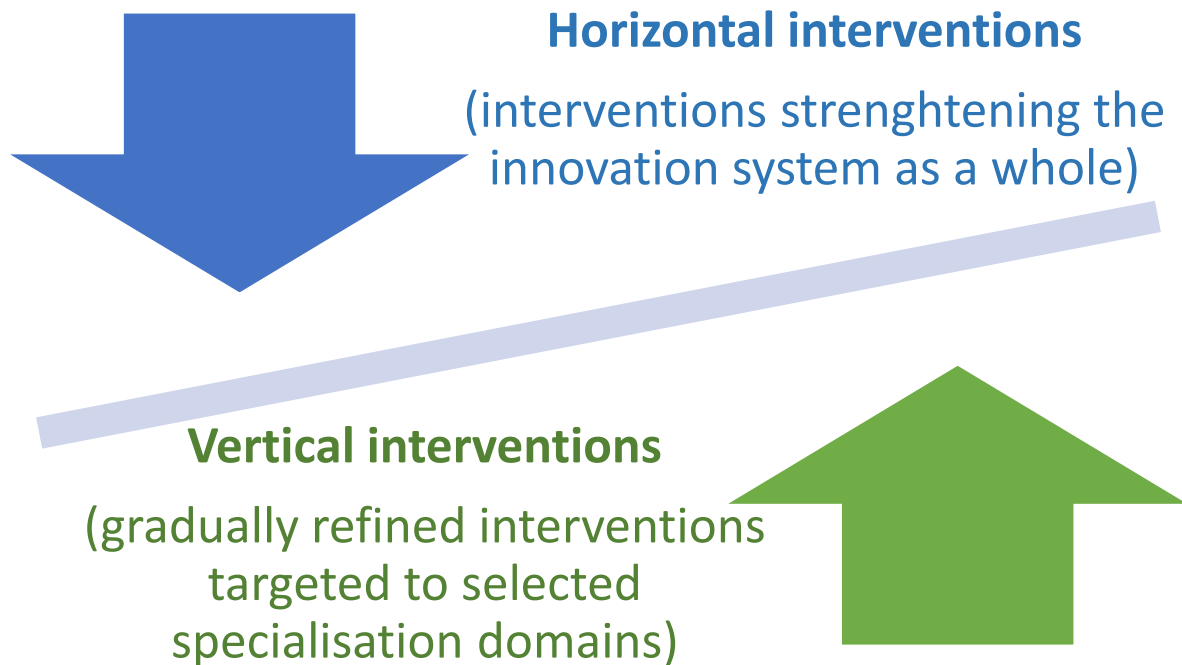 Horizontal interventions
(interventions strenghtening the
innovation system as a whole)
Vertical interventions
(gradually refined interventions
targeted to selected
specialisation domains)